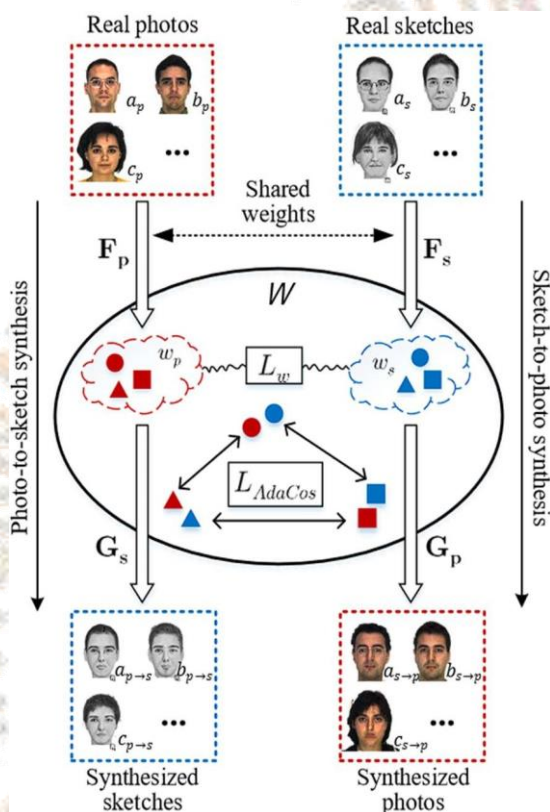 Real photos
Real sketches
a_p
b_p
c_p
•••
a_s
b_s
c_s
•••
Shared
weights
F_p
F_s
W
w_p
L_w
w_s
L_AdaCos
G_s
G_p
Photo-to-sketch synthesis
Sketch-to-photo synthesis
a_p→s
b_p→s
c_p→s
•••
a_s→p
b_s→p
c_s→p
•••
Synthesized
sketches
Synthesized
photos